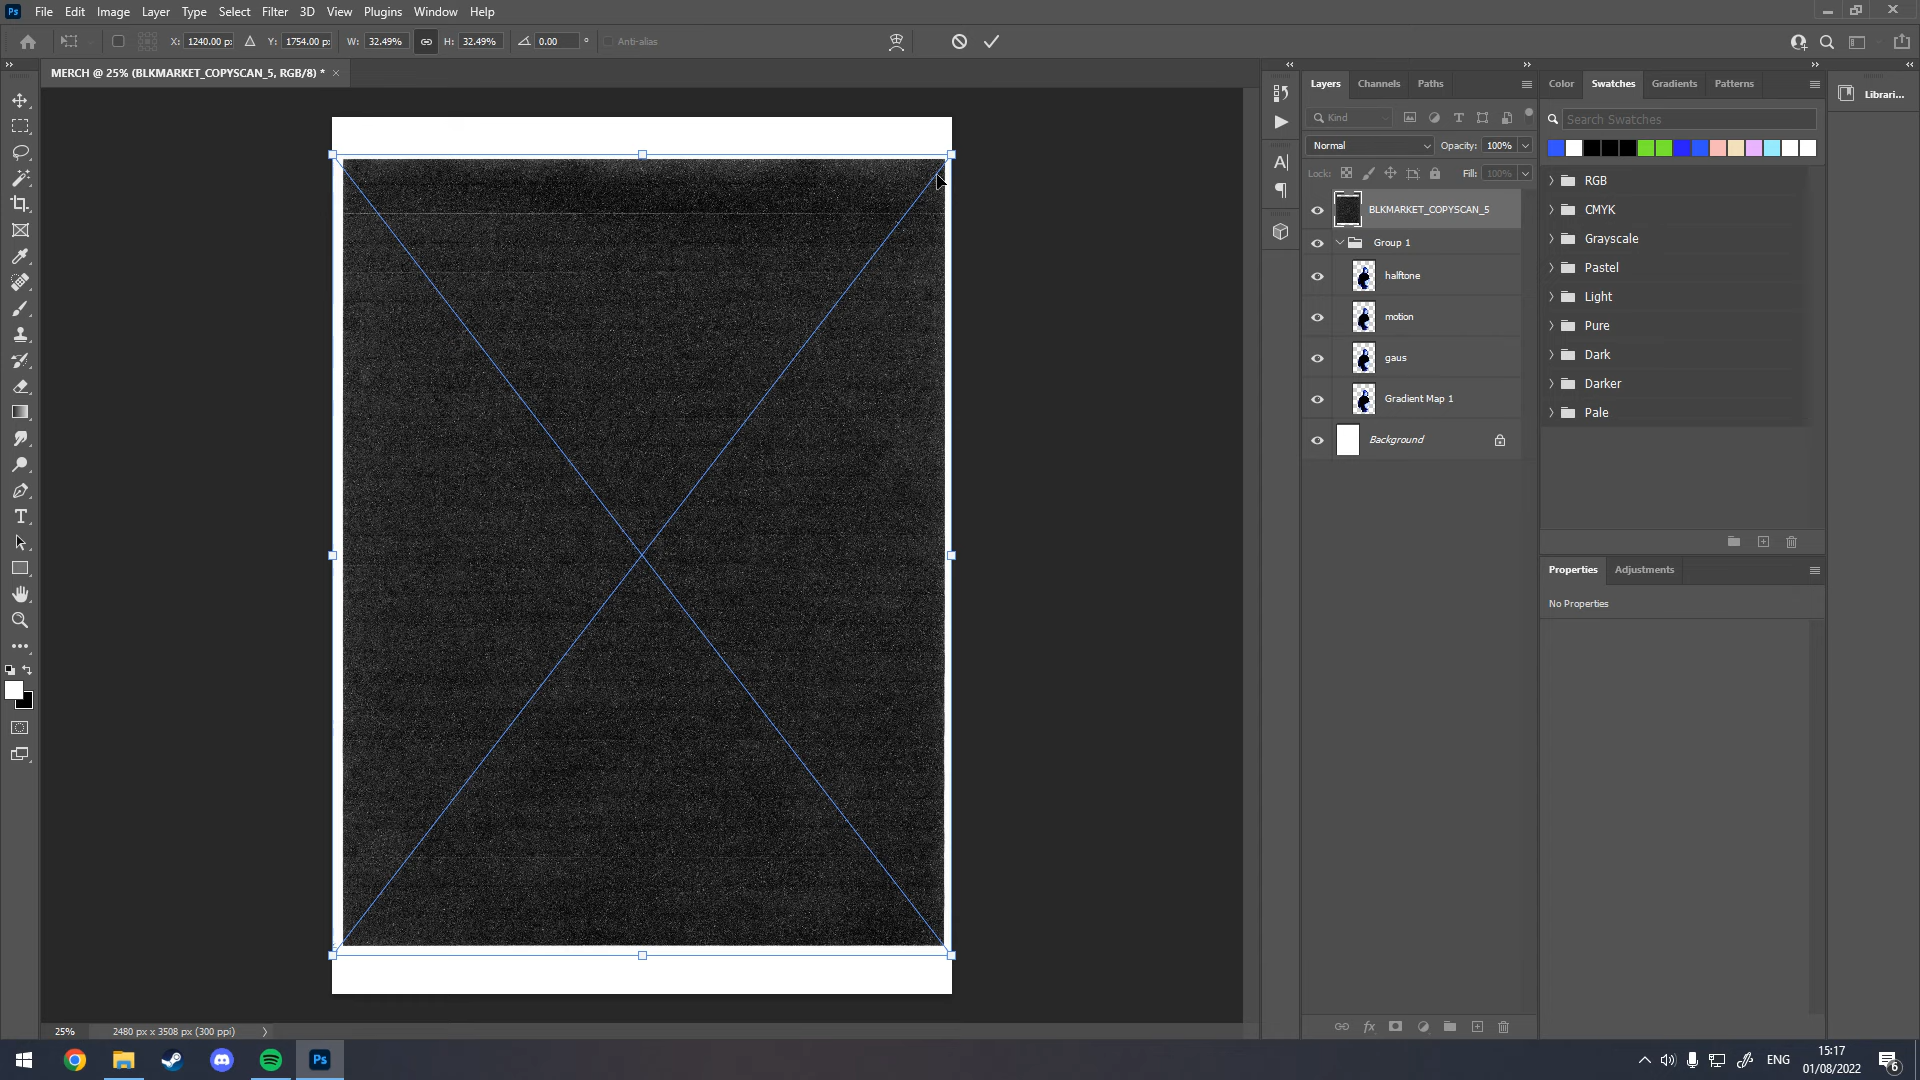 Ps File Edit Image Layer Type Select Filter 3D View Plugins Window Help
X: 1240.00 p: Y: 1754.00 p: W: 32.49% H: 32.49% 0.00 ° Anti-alias
MERCH @ 25% (BLKMARKET_COPYSCAN_5, RGB/8) * ×
Layers Channels Paths
Kind
Normal Opacity: 100%
Lock: Fill: 100%
BLKMARKET_COPYSCAN_5
Group 1
halftone
motion
gaus
Gradient Map 1
Background
fx
Color Swatches Gradients Patterns
Search Swatches
RGB
CMYK
Grayscale
Pastel
Light
Pure
Dark
Darker
Pale
Properties Adjustments
No Properties
Librari...
25% 2480 px x 3508 px (300 ppi)
Ps
ENG
15:17
01/08/2022
6